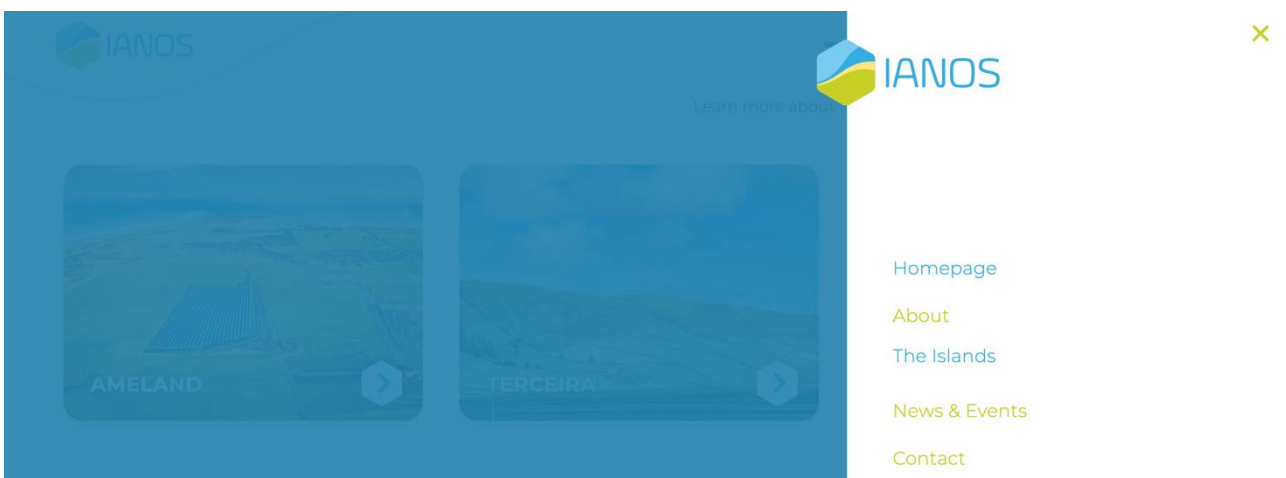 IANOS
IANOS
Learn more about
AMELAND
TERCEIRA
Homepage
About
The Islands
News & Events
Contact